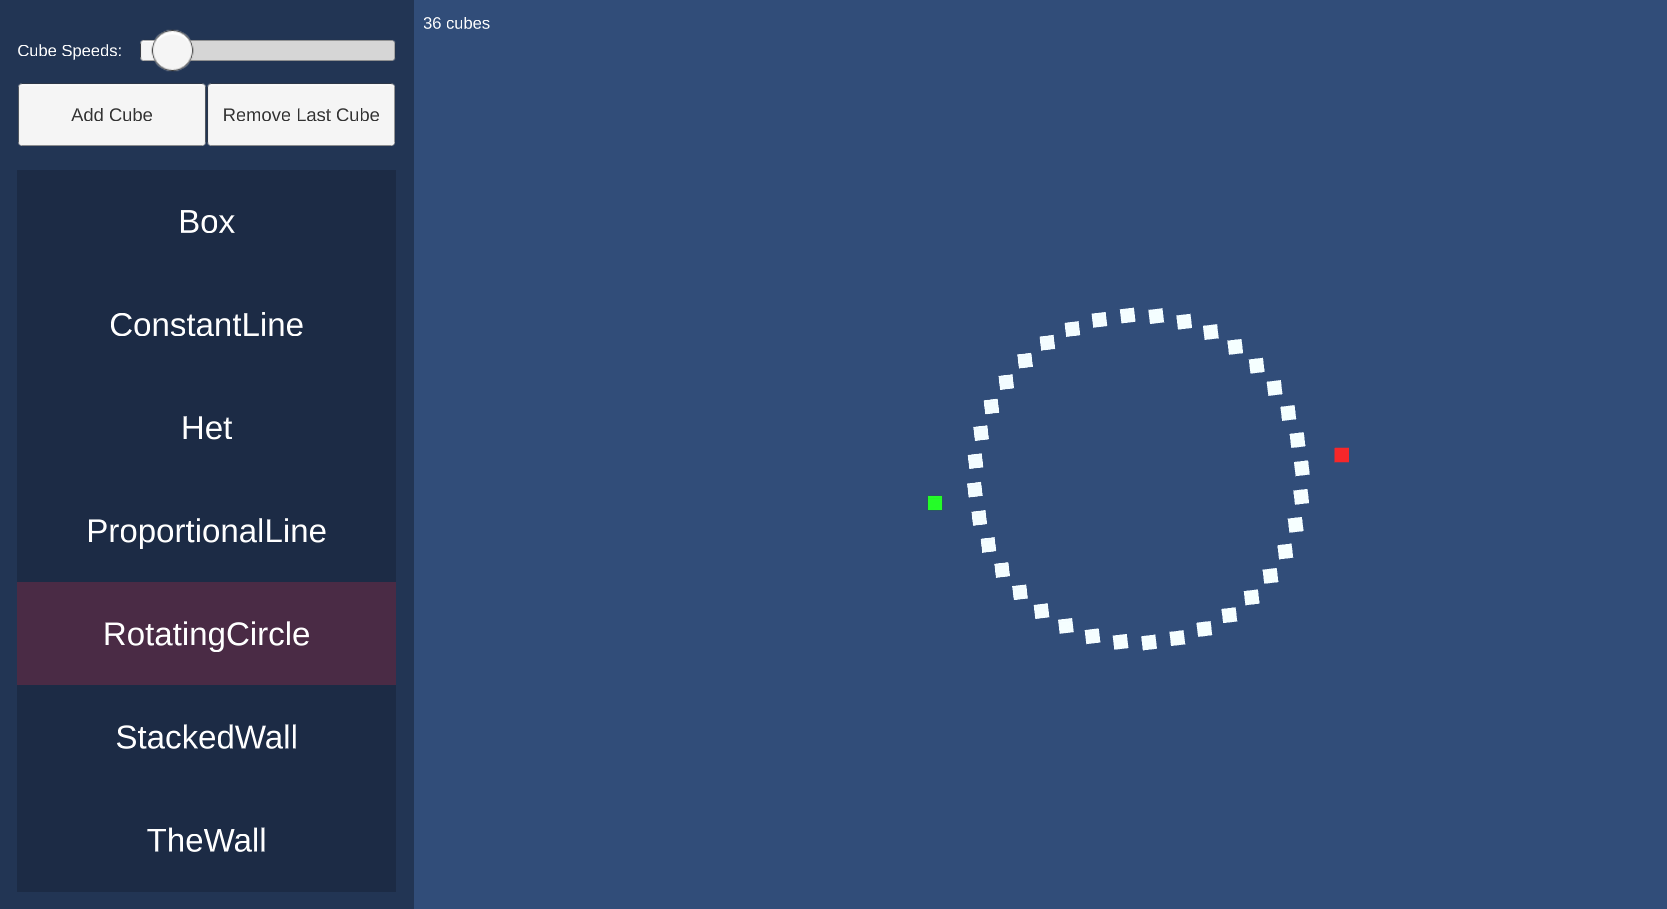 36 cubes
Cube Speeds:
Add Cube
Remove Last Cube
Box
ConstantLine
Het
ProportionalLine
RotatingCircle
StackedWall
TheWall